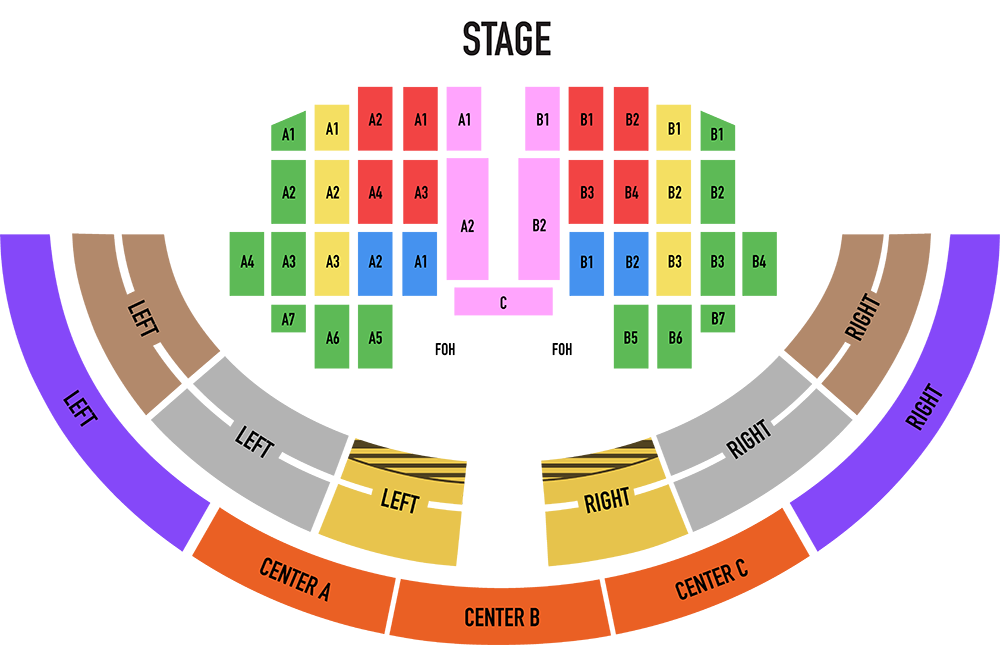 STAGE
A1 A1 A2 A1 A1 B1 B1 B2 B1 B1
A2 A2 A4 A3 A2 B2 B3 B4 B2 B2
A4 A3 A3 A2 A1 B1 B2 B3 B3 B4
C
A7 A6 A5 FOH FOH B5 B6 B7
LEFT RIGHT
LEFT RIGHT
LEFT RIGHT
LEFT RIGHT
CENTER A CENTER B CENTER C